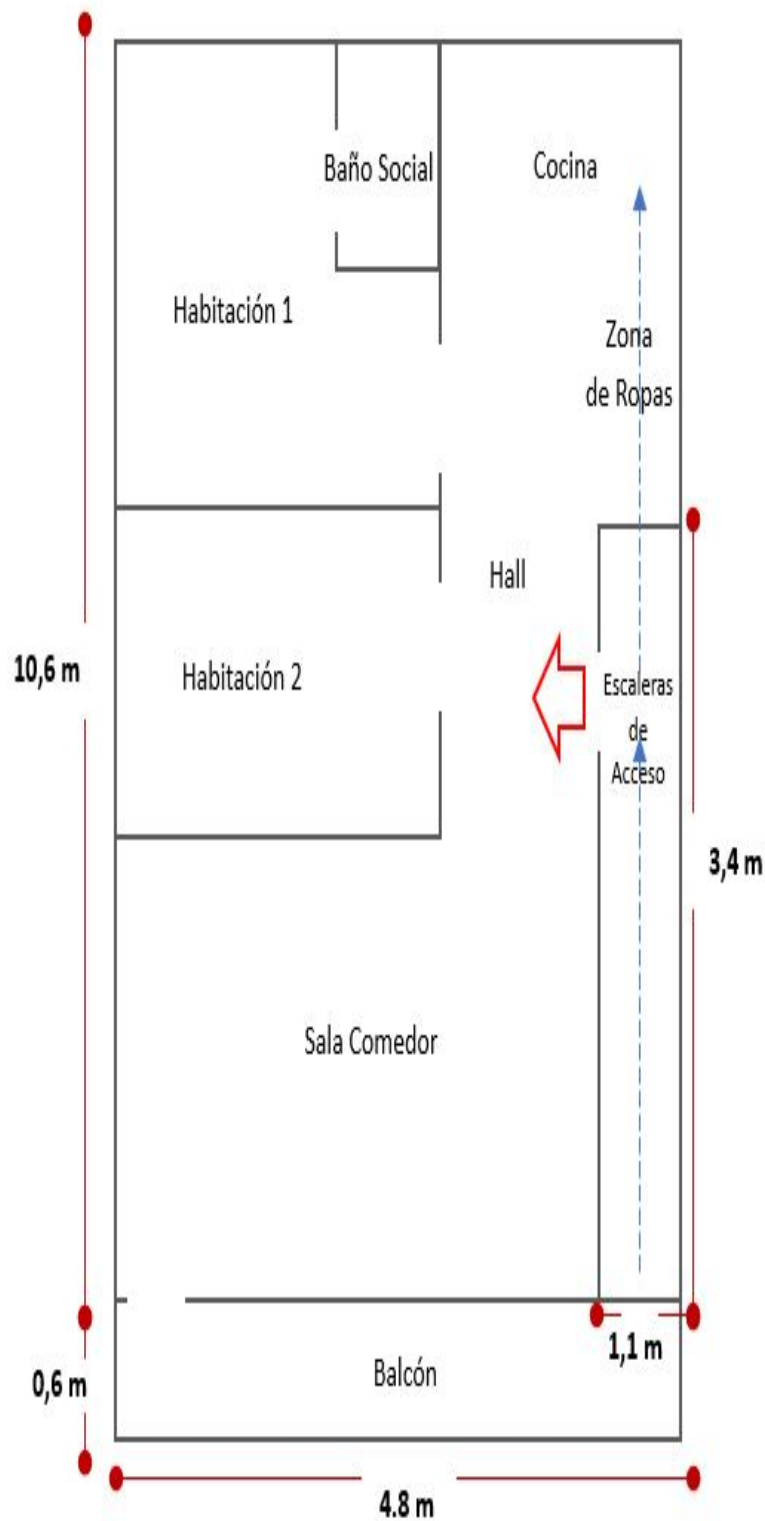 Baño Social
Cocina
Habitación 1
Zona
de Ropas
Hall
10,6 m
Habitación 2
Escaleras
de
Acceso
3,4 m
Sala Comedor
1,1 m
0,6 m
Balcón
4.8 m